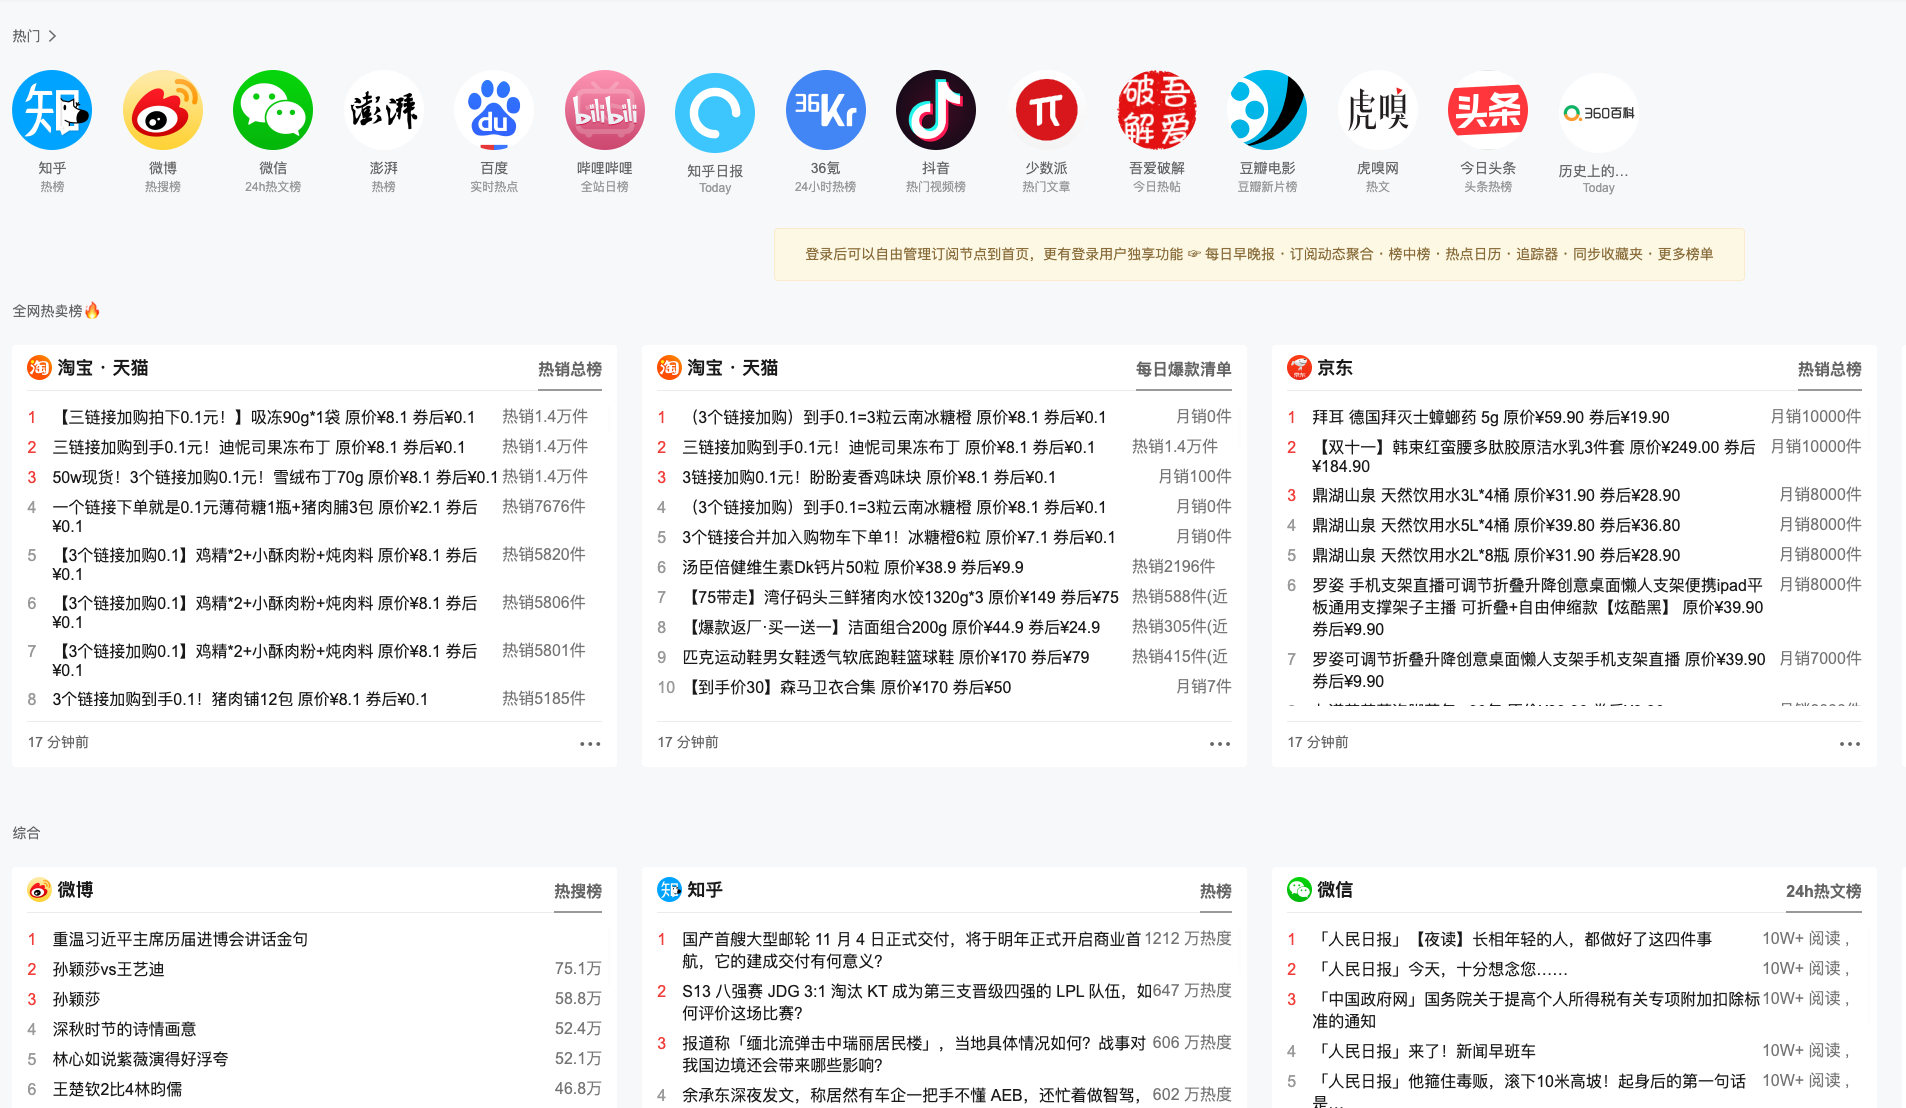 热门
知乎
热榜
微博
热搜榜
微信
24h热文榜
澎湃
澎湃
热榜
du
百度
实时热点
bilibili
哔哩哔哩
全站日榜
知乎日报
Today
36Kr
36氪
24小时热榜
抖音
热门视频榜
少数派
热门文章
吾爱破解
吾爱破解
今日热帖
豆瓣电影
豆瓣新片榜
虎嗅
虎嗅网
热文
头条
今日头条
头条热榜
360百科
历史上的...
Today
登录后可以自由管理订阅节点到首页，更有登录用户独享功能 ☞ 每日早晚报・订阅动态聚合・榜中榜・热点日历・追踪器・同步收藏夹・更多榜单
全网热卖榜🔥
淘宝 · 天猫
热销总榜
1 【三链接加购拍下0.1元！】吸冻90g*1袋 原价¥8.1 券后¥0.1 热销1.4万件
2 三链接加购到手0.1元！迪怩司果冻布丁 原价¥8.1 券后¥0.1 热销1.4万件
3 50w现货！3个链接加购0.1元！雪绒布丁70g 原价¥8.1 券后¥0.1 热销1.4万件
4 一个链接下单就是0.1元薄荷糖1瓶+猪肉脯3包 原价¥2.1 券后 热销7676件
¥0.1
5 【3个链接加购0.1】鸡精*2+小酥肉粉+炖肉料 原价¥8.1 券后 热销5820件
¥0.1
6 【3个链接加购0.1】鸡精*2+小酥肉粉+炖肉料 原价¥8.1 券后 热销5806件
¥0.1
7 【3个链接加购0.1】鸡精*2+小酥肉粉+炖肉料 原价¥8.1 券后 热销5801件
¥0.1
8 3个链接加购到手0.1！猪肉铺12包 原价¥8.1 券后¥0.1 热销5185件
17 分钟前
淘宝 · 天猫
每日爆款清单
1 （3个链接加购）到手0.1=3粒云南冰糖橙 原价¥8.1 券后¥0.1 月销0件
2 三链接加购到手0.1元！迪怩司果冻布丁 原价¥8.1 券后¥0.1 热销1.4万件
3 3链接加购0.1元！盼盼麦香鸡味块 原价¥8.1 券后¥0.1 月销100件
4 （3个链接加购）到手0.1=3粒云南冰糖橙 原价¥8.1 券后¥0.1 月销0件
5 3个链接合并加入购物车下单1！冰糖橙6粒 原价¥7.1 券后¥0.1 月销0件
6 汤臣倍健维生素Dk钙片50粒 原价¥38.9 券后¥9.9 热销2196件
7 【75带走】湾仔码头三鲜猪肉水饺1320g*3 原价¥149 券后¥75 热销588件(近
8 【爆款返厂·买一送一】洁面组合200g 原价¥44.9 券后¥24.9 热销305件(近
9 匹克运动鞋男女鞋透气软底跑鞋篮球鞋 原价¥170 券后¥79 热销415件(近
10 【到手价30】森马卫衣合集 原价¥170 券后¥50 月销7件
17 分钟前
京东
热销总榜
1 拜耳 德国拜灭士蟑螂药 5g 原价¥59.90 券后¥19.90 月销10000件
2 【双十一】韩束红蛮腰多肽胶原洁水乳3件套 原价¥249.00 券后 月销10000件
¥184.90
3 鼎湖山泉 天然饮用水3L*4桶 原价¥31.90 券后¥28.90 月销8000件
4 鼎湖山泉 天然饮用水5L*4桶 原价¥39.80 券后¥36.80 月销8000件
5 鼎湖山泉 天然饮用水2L*8瓶 原价¥31.90 券后¥28.90 月销8000件
6 罗姿 手机支架直播可调节折叠升降创意桌面懒人支架便携ipad平 月销8000件
板通用支撑架子主播 可折叠+自由伸缩款【炫酷黑】 原价¥39.90
券后¥9.90
7 罗姿可调节折叠升降创意桌面懒人支架手机支架直播 原价¥39.90 月销7000件
券后¥9.90
17 分钟前
综合
微博
热搜榜
1 重温习近平主席历届进博会讲话金句
2 孙颖莎vs王艺迪 75.1万
3 孙颖莎 58.8万
4 深秋时节的诗情画意 52.4万
5 林心如说紫薇演得好浮夸 52.1万
6 王楚钦2比4林昀儒 46.8万
知乎
热榜
1 国产首艘大型邮轮 11 月 4 日正式交付，将于明年正式开启商业首 1212 万热度
航，它的建成交付有何意义？
2 S13 八强赛 JDG 3:1 淘汰 KT 成为第三支晋级四强的 LPL 队伍，如 647 万热度
何评价这场比赛？
3 报道称「缅北流弹击中瑞丽居民楼」，当地具体情况如何？战事对 606 万热度
我国边境还会带来哪些影响？
4 余承东深夜发文，称居然有车企一把手不懂 AEB，还忙着做智驾， 602 万热度
微信
24h热文榜
1 「人民日报」【夜读】长相年轻的人，都做好了这四件事 10W+ 阅读，
2 「人民日报」今天，十分想念您…… 10W+ 阅读，
3 「中国政府网」国务院关于提高个人所得税有关专项附加扣除标 10W+ 阅读，
准的通知
4 「人民日报」来了！新闻早班车 10W+ 阅读，
5 「人民日报」他箍住毒贩，滚下10米高坡！起身后的第一句话 10W+ 阅读，
是…